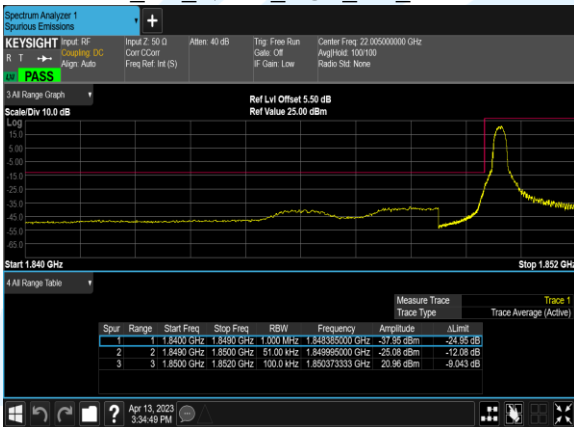 Spectrum Analyzer 1
Spurious Emissions
+
KEYSIGHT Input: RF Input Z: 50 Ω Atten: 40 dB Trig: Free Run Center Freq: 22.005000000 GHz
R T Coupling: DC Corr CCorr Gate: Off Avg|Hold: 100/100
Align: Auto Freq Ref: Int (S) IF Gain: Low Radio Std: None
LXI PASS
3 All Range Graph
Ref Lvl Offset 5.50 dB
Scale/Div 10.0 dB Ref Value 25.00 dBm
Log
15.0
5.00
-5.00
-15.0
-25.0
-35.0
-45.0
-55.0
-65.0
Start 1.840 GHz Stop 1.852 GHz
4 All Range Table
Measure Trace Trace 1
Trace Type Trace Average (Active)
Spur Range Start Freq Stop Freq RBW Frequency Amplitude ΔLimit
1 1 1.8400 GHz 1.8490 GHz 1.000 MHz 1.848385000 GHz -37.95 dBm -24.95 dB
2 2 1.8490 GHz 1.8500 GHz 51.00 kHz 1.849995000 GHz -25.08 dBm -12.08 dB
3 3 1.8500 GHz 1.8520 GHz 100.0 kHz 1.850373333 GHz 20.96 dBm -9.043 dB
? Apr 13, 2023
3:34:49 PM